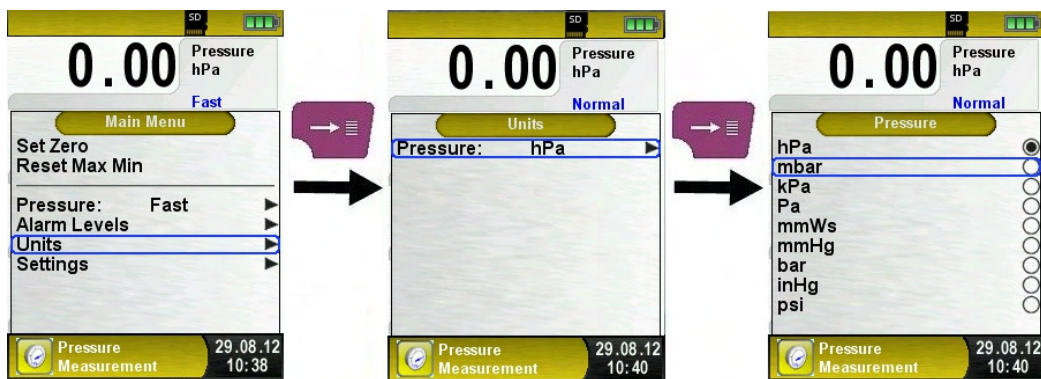 SD
0.00
Pressure
hPa
Fast
Main Menu
Set Zero
Reset Max Min
Pressure: Fast
Alarm Levels
Units
Settings
Pressure
Measurement
29.08.12
10:38
SD
0.00
Pressure
hPa
Normal
Units
Pressure: hPa
Pressure
Measurement
29.08.12
10:40
SD
0.00
Pressure
hPa
Normal
Pressure
hPa
mbar
kPa
Pa
mmWs
mmHg
bar
inHg
psi
Pressure
Measurement
29.08.12
10:40